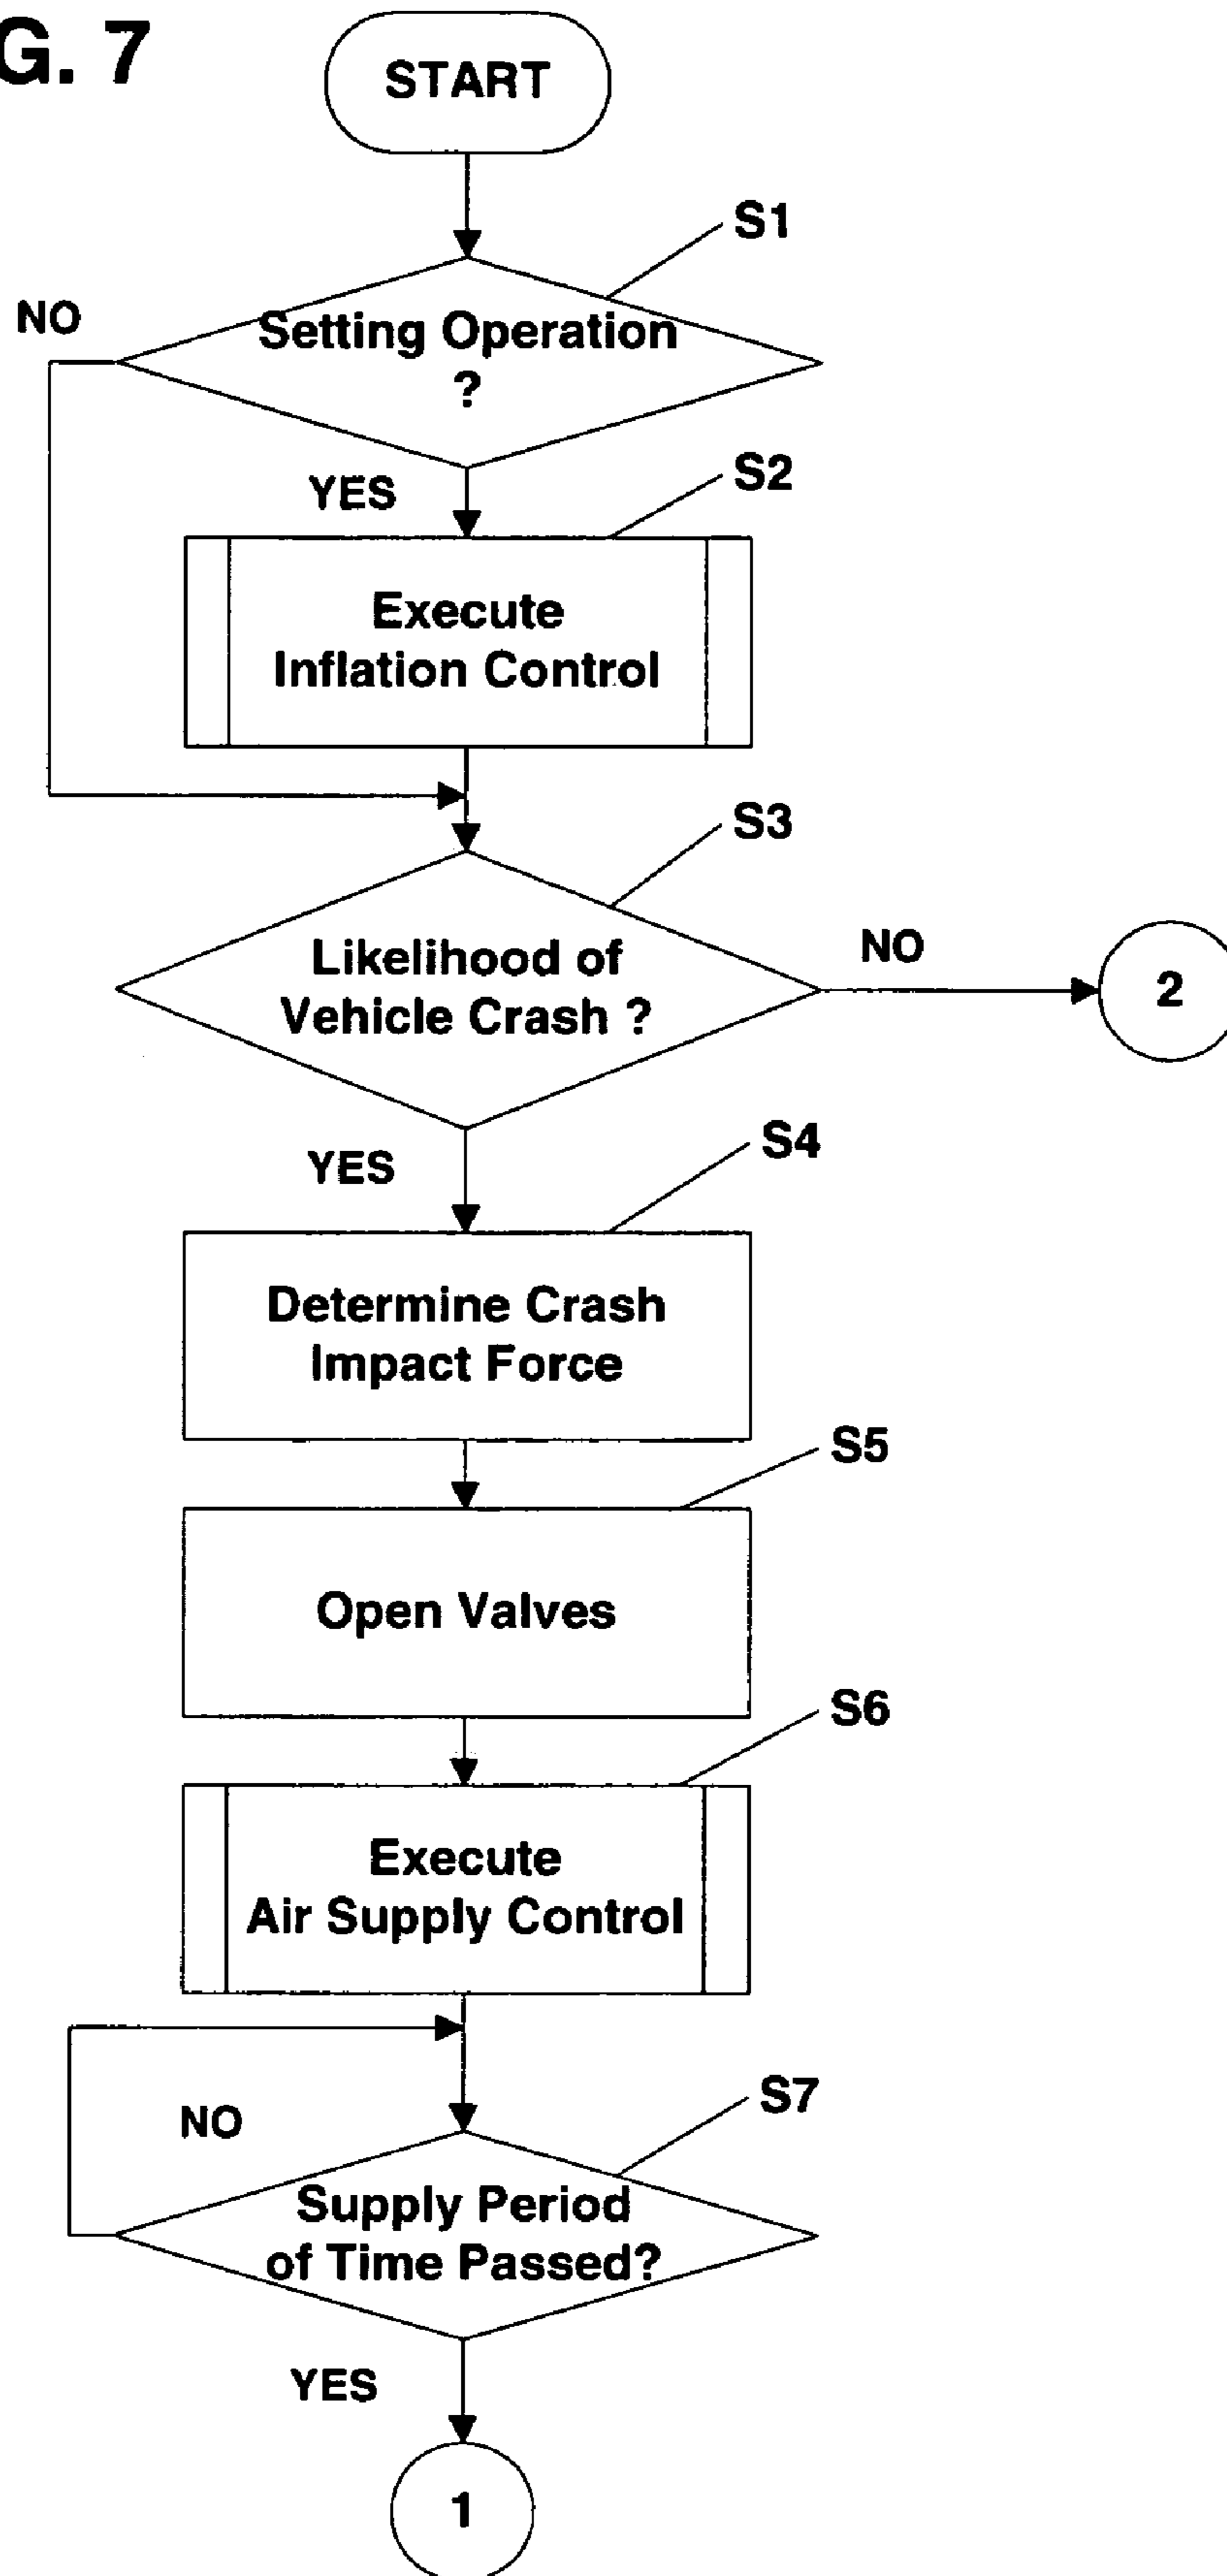 G. 7
START
S1
NO
Setting Operation
?
S2
YES
Execute
Inflation Control
S3
Likelihood of
Vehicle Crash ?
NO
2
S4
YES
Determine Crash
Impact Force
S5
Open Valves
S6
Execute
Air Supply Control
S7
NO
Supply Period
of Time Passed?
YES
1